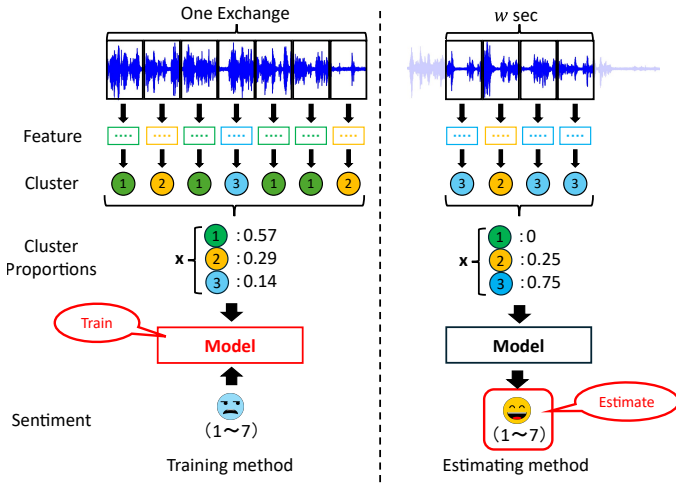 One Exchange
w sec
Feature
Cluster
1 2 1 3 1 1 2
3 2 3 3
Cluster
Proportions
x
1 :0.57
2 :0.29
3 :0.14
x
1 :0
2 :0.25
3 :0.75
Train
Model
Model
Sentiment
(1～7)
Estimate
(1～7)
Training method
Estimating method